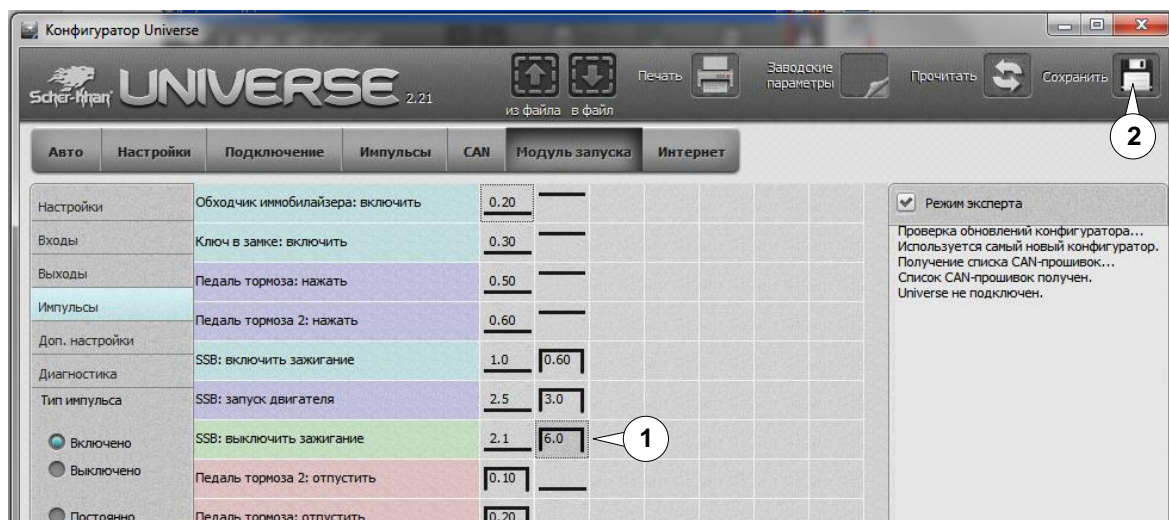 Конфигуратор Universe
Scher-Khan UNIVERSE 2.21
из файла в файл
Печать
Заводские
параметры
Прочитать
Сохранить
2
Авто Настройки Подключение Импульсы CAN Модуль запуска Интернет
Настройки
Входы
Выходы
Импульсы
Доп. настройки
Диагностика
Тип импульса
Включено
Выключено
Постоянно
Обходчик иммобилайзера: включить 0.20
Ключ в замке: включить 0.30
Педаль тормоза: нажать 0.50
Педаль тормоза 2: нажать 0.60
SSB: включить зажигание 1.0 0.60
SSB: запуск двигателя 2.5 3.0
SSB: выключить зажигание 2.1 6.0 1
Педаль тормоза 2: отпустить 0.10
Педаль тормоза: отпустить 0.20
Режим эксперта
Проверка обновлений конфигуратора...
Используется самый новый конфигуратор.
Получение списка CAN-прошивок...
Список CAN-прошивок получен.
Universe не подключен.